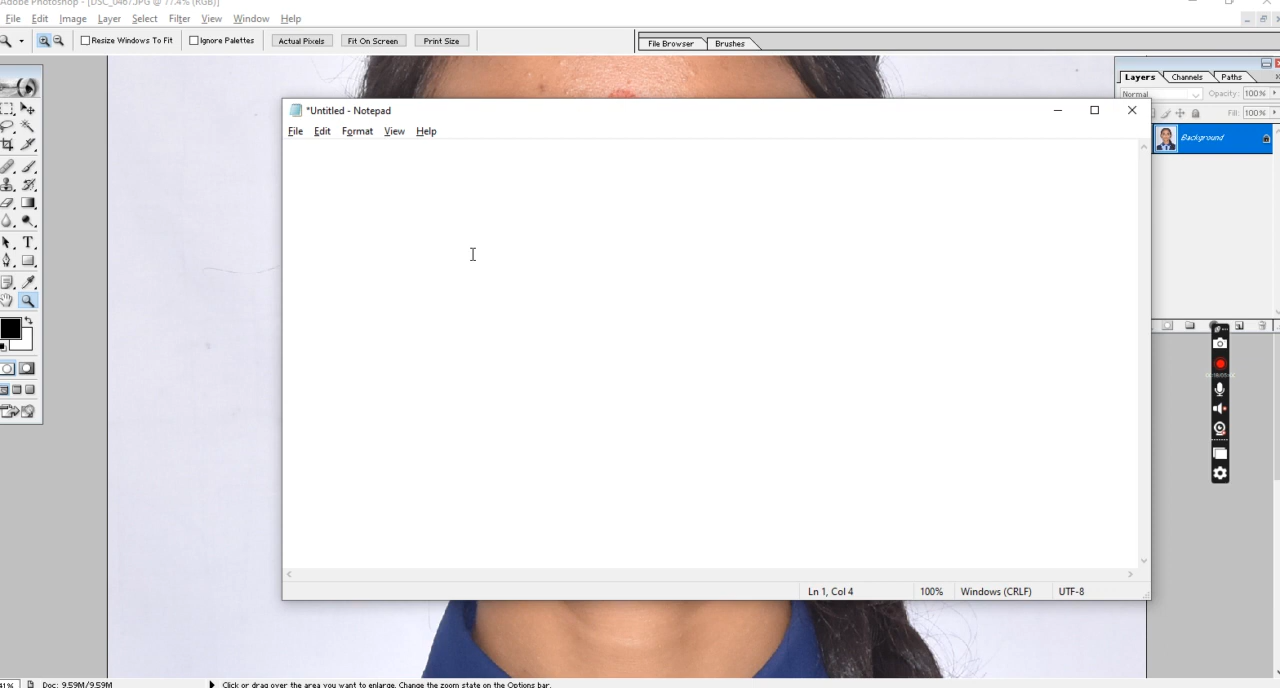 Adobe Photoshop - [DSC_0467.JPG @ 77.4% (RGB)]
File Edit Image Layer Select Filter View Window Help
Resize Windows To Fit Ignore Palettes Actual Pixels Fit On Screen Print Size
File Browser Brushes
Layers Channels Paths
Normal Opacity: 100%
Fill: 100%
Background
*Untitled - Notepad
File Edit Format View Help
Ln 1, Col 4 100% Windows (CRLF) UTF-8
Doc: 9.59M/9.59M Click or drag over the area you want to enlarge. Change the zoom state on the Options bar.